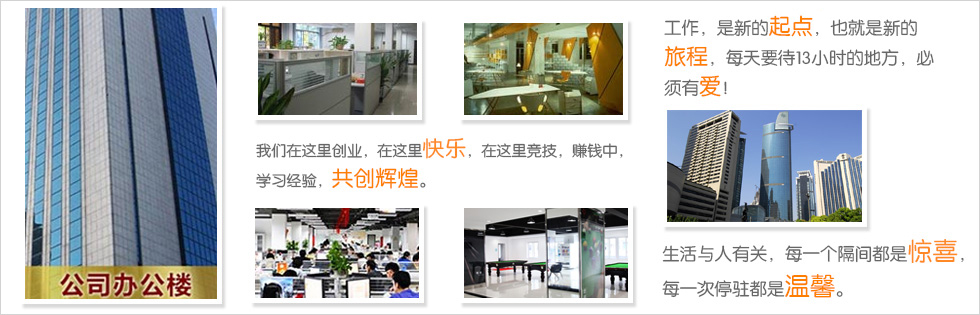 公司办公楼
我们在这里创业，在这里快乐，在这里竞技，赚钱中，
学习经验，共创辉煌。
工作，是新的起点，也就是新的
旅程，每天要待13小时的地方，必
须有爱!
生活与人有关，每一个隔间都是惊喜，
每一次停驻都是温馨。